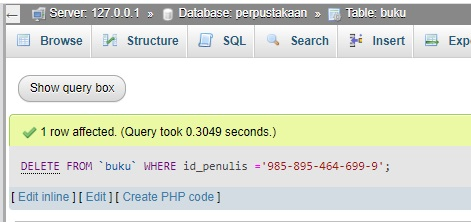 Server: 127.0.0.1 » Database: perpustakaan » Table: buku
Browse Structure SQL Search Insert Exp
Show query box
1 row affected. (Query took 0.3049 seconds.)
DELETE FROM `buku` WHERE id_penulis ='985-895-464-699-9';
[ Edit inline ] [ Edit ] [ Create PHP code ]